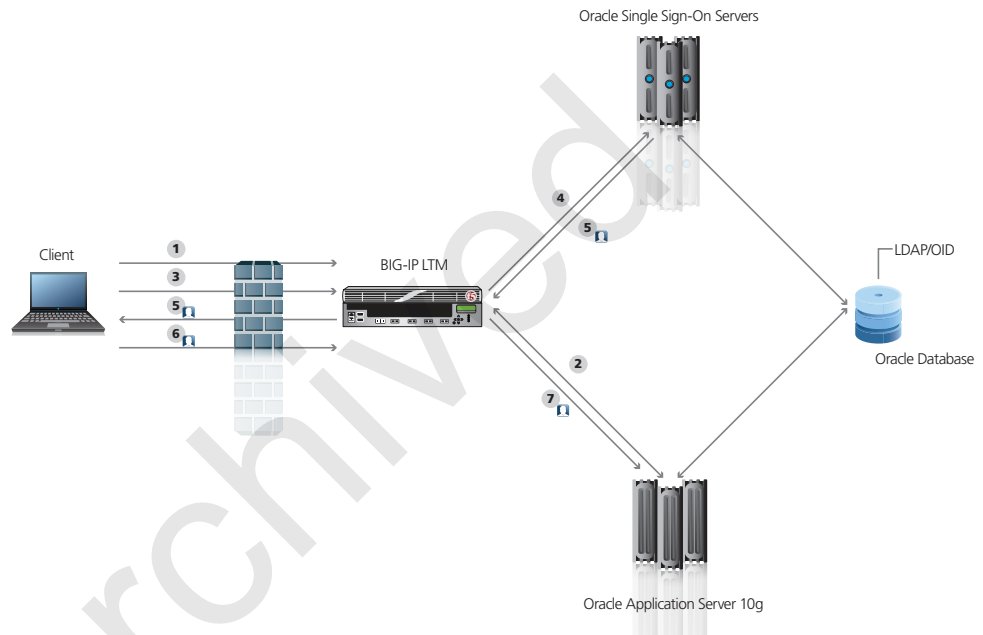 Oracle Single Sign-On Servers
4
5
1
Client
BIG-IP LTM
LDAP/OID
3
5
6
Oracle Database
2
7
Oracle Application Server 10g
rchived